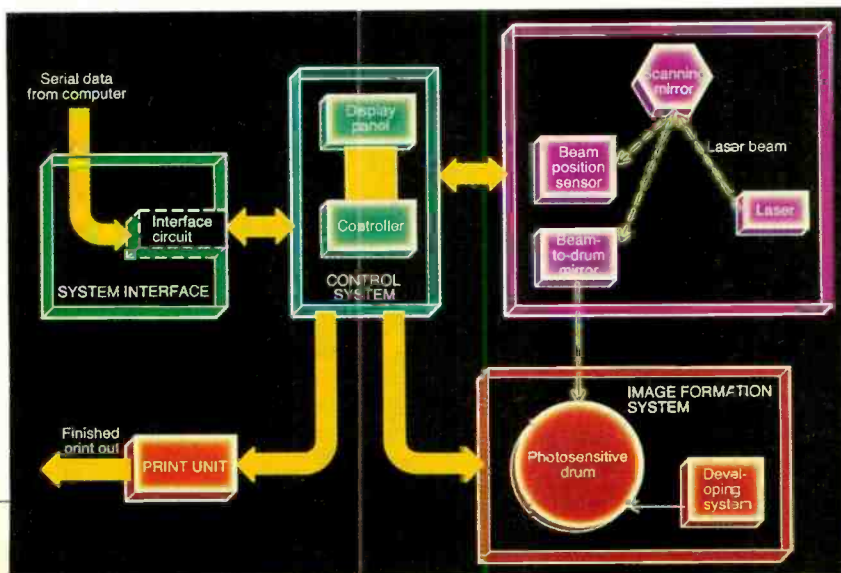 Serial data
from computer
Interface
circuit
SYSTEM INTERFACE
Display
panel
Controller
CONTROL
SYSTEM
Scanning
mirror
Laser beam
Beam
position
sensor
Laser
Beam-
to-drum
mirror
IMAGE FORMATION
SYSTEM
Photosensitive
drum
Devel-
oping
system
Finished
print out
PRINT UNIT